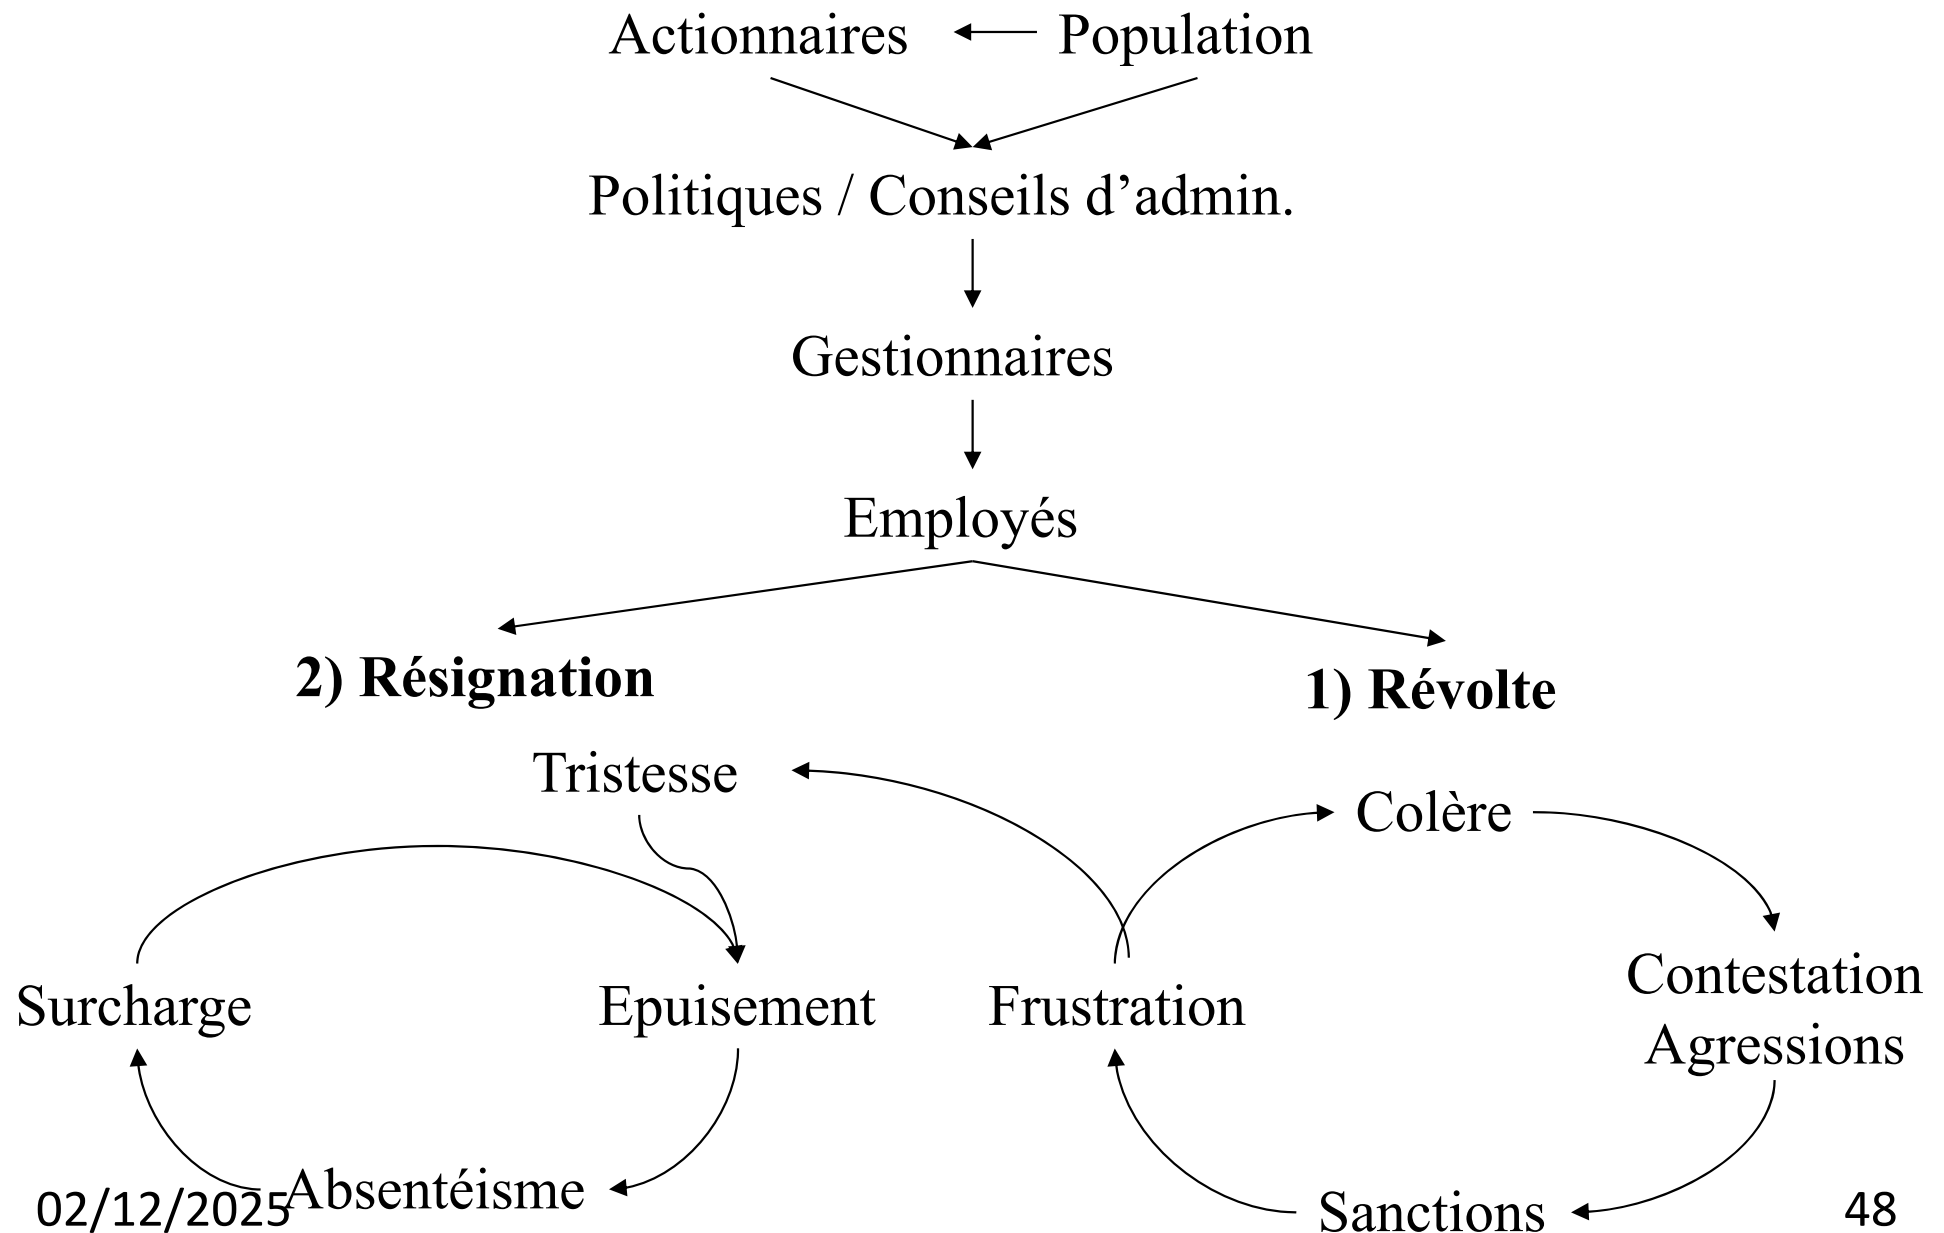 Actionnaires Population
Politiques / Conseils d’admin.
Gestionnaires
Employés
2) Résignation
1) Révolte
Tristesse
Colère
Surcharge
Epuisement
Frustration
Contestation
Agressions
Absentéisme
Sanctions
02/12/2025
48